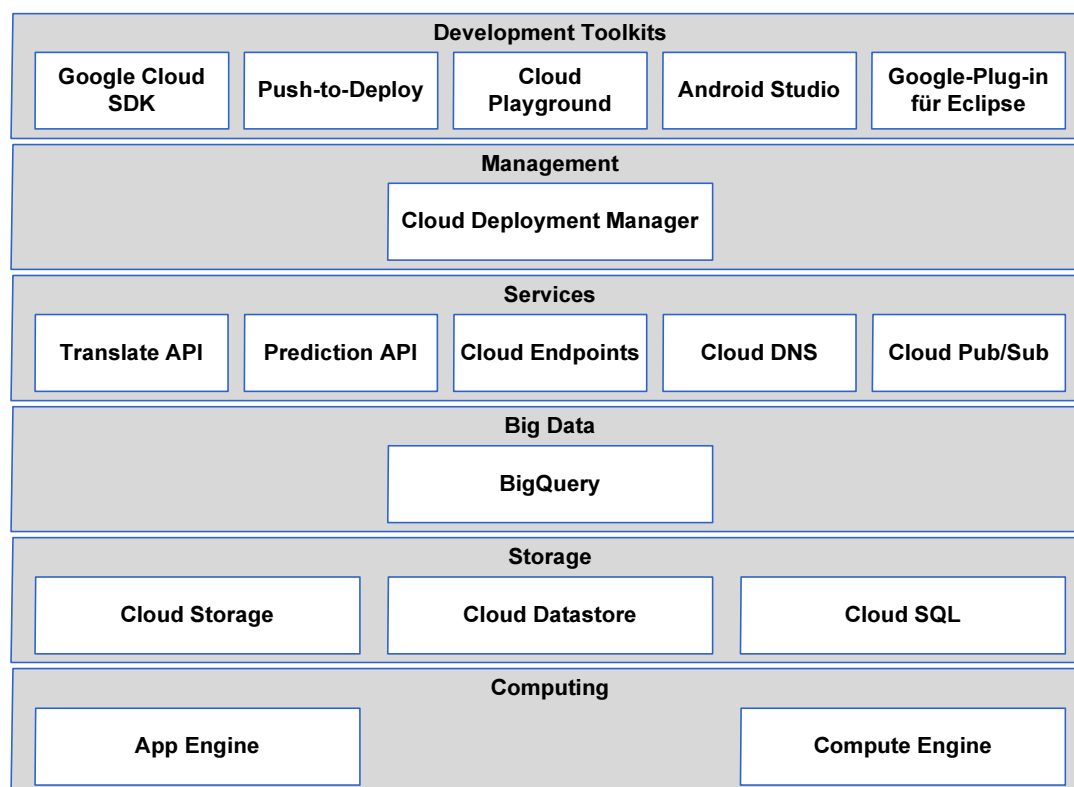 Development Toolkits
Google Cloud
SDK
Push-to-Deploy
Cloud
Playground
Android Studio
Google-Plug-in
für Eclipse
Management
Cloud Deployment Manager
Services
Translate API
Prediction API
Cloud Endpoints
Cloud DNS
Cloud Pub/Sub
Big Data
BigQuery
Storage
Cloud Storage
Cloud Datastore
Cloud SQL
Computing
App Engine
Compute Engine